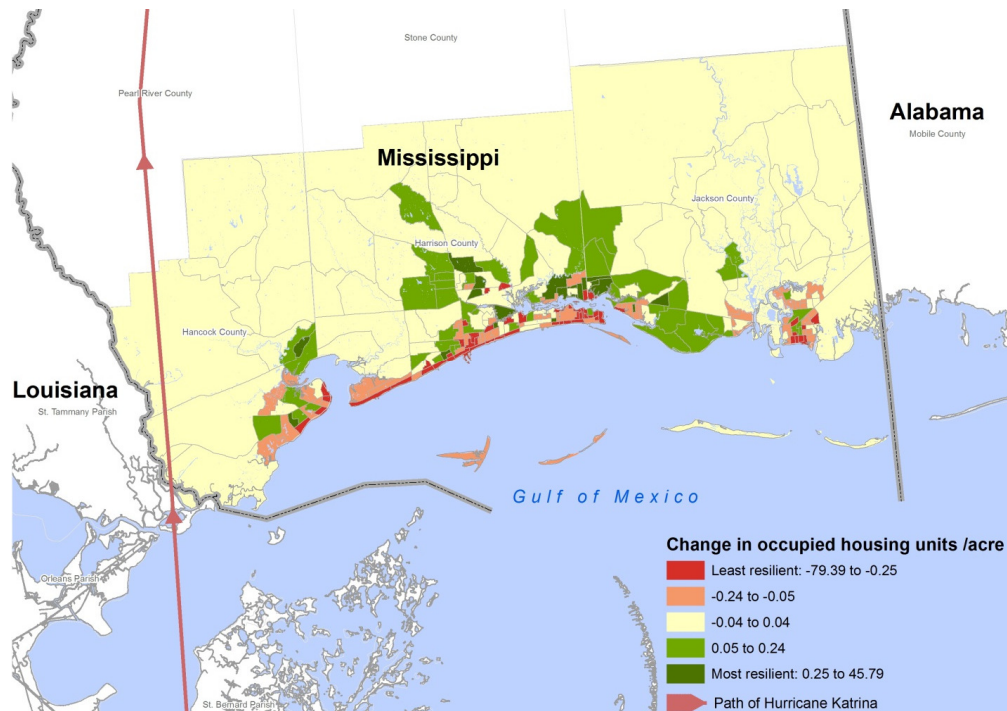 Stone County
Pearl River County
Alabama
Mobile County
Mississippi
Jackson County
Harrison County
Hancock County
Louisiana
St. Tammany Parish
Gulf of Mexico
Orleans Parish
St. Bernard Parish
Change in occupied housing units /acre
Least resilient: -79.39 to -0.25
-0.24 to -0.05
-0.04 to 0.04
0.05 to 0.24
Most resilient: 0.25 to 45.79
Path of Hurricane Katrina